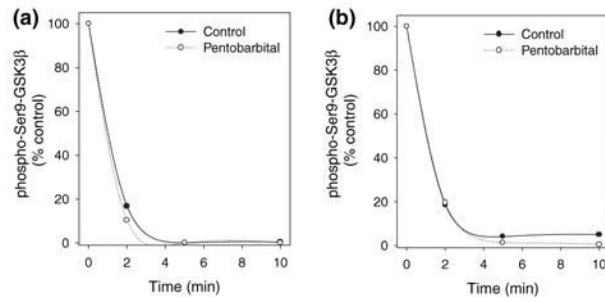 (a)
phospho-Ser9-GSK3β
(% control)
100
80
60
40
20
0
Control
Pentobarbital
0 2 4 6 8 10
Time (min)
(b)
phospho-Ser9-GSK3β
(% control)
100
80
60
40
20
0
Control
Pentobarbital
0 2 4 6 8 10
Time (min)